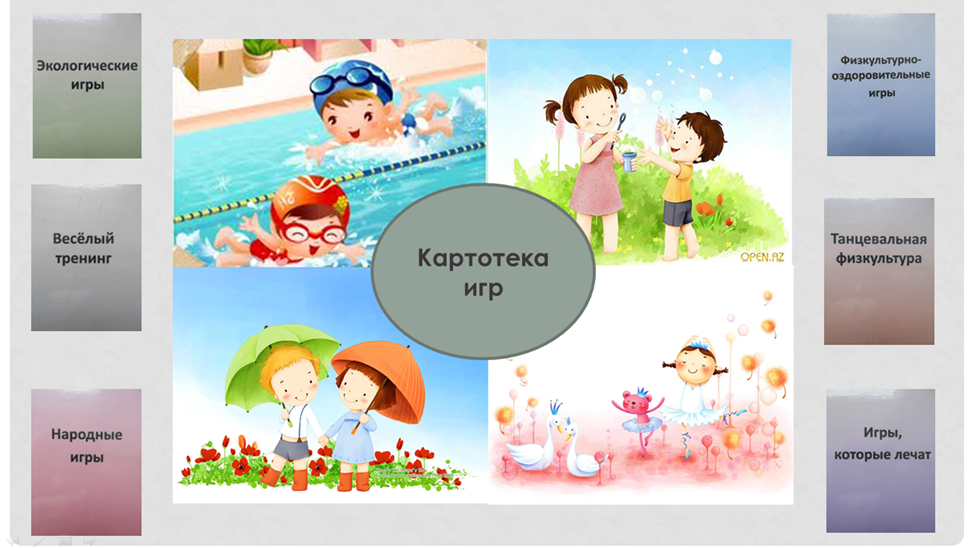 Экологические
игры
Весёлый
тренинг
Народные
игры
Картотека
игр
OPEN.AZ
Физкультурно-
оздоровительные
игры
Танцевальная
физкультура
Игры,
которые лечат